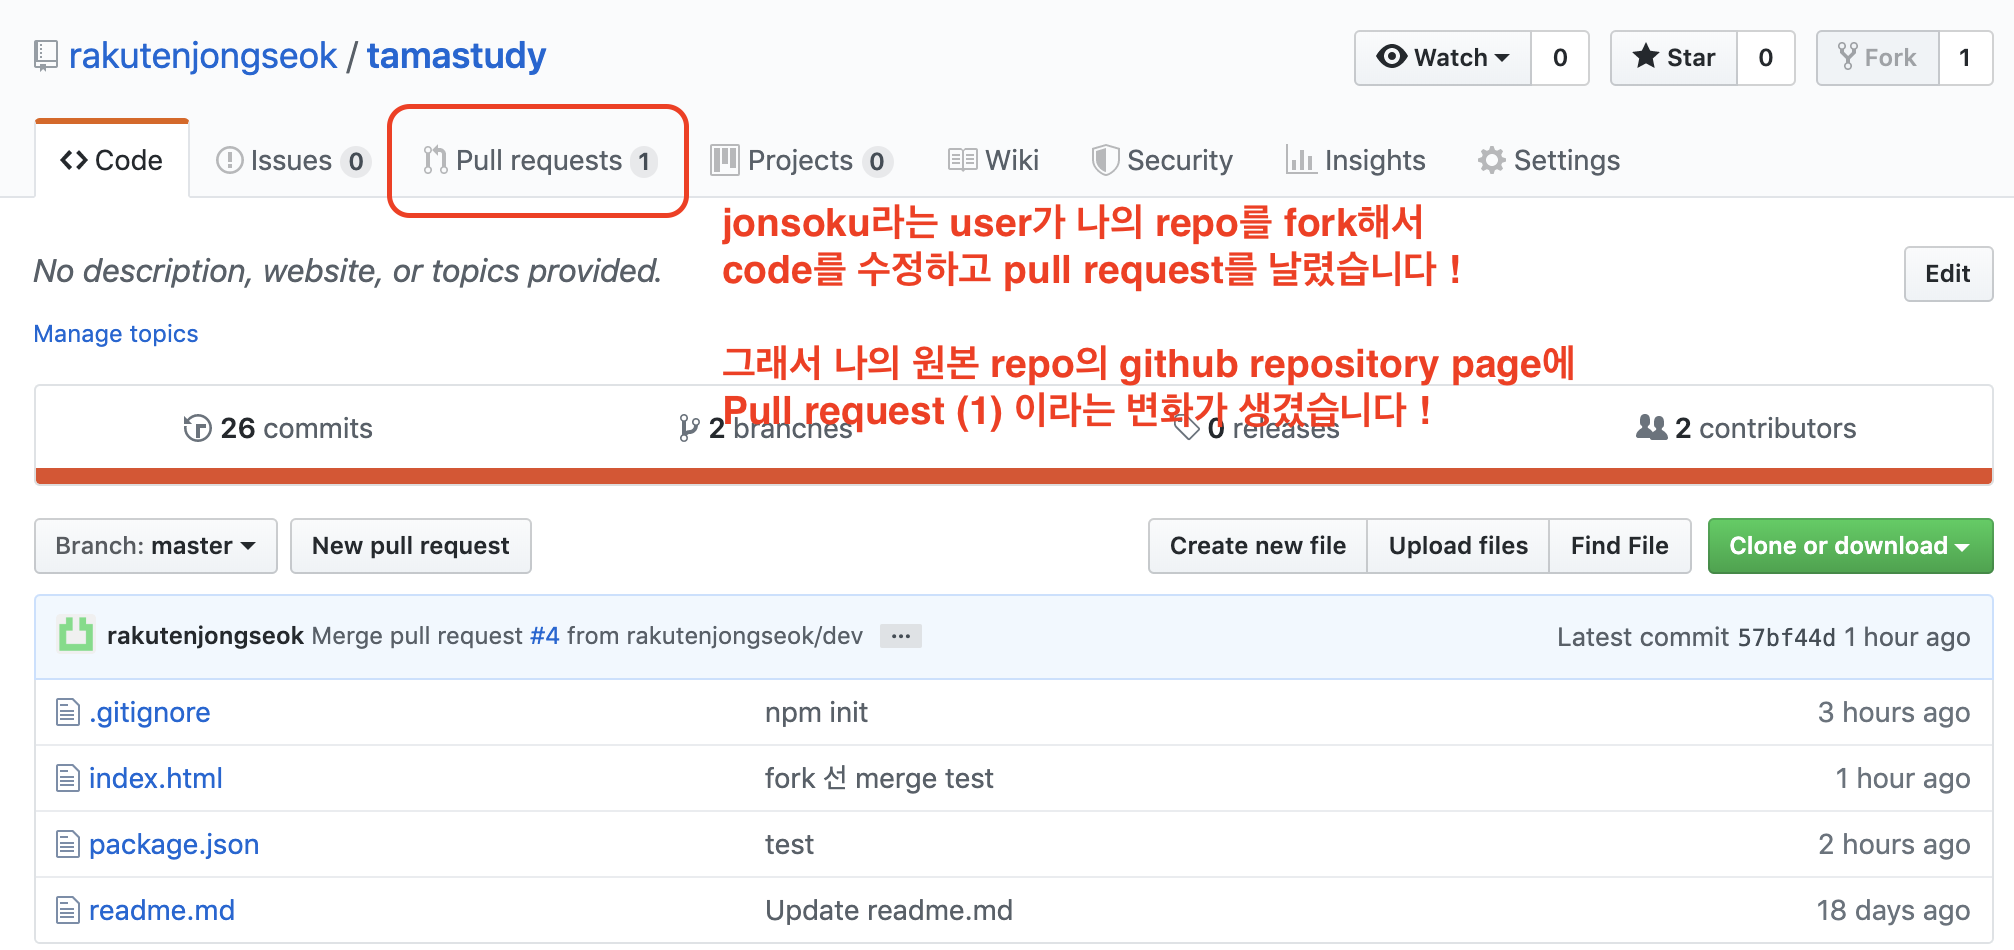 rakutenjongseok / tamastudy
Watch 0 Star 0 Fork 1
Code Issues 0 Pull requests 1 Projects 0 Wiki Security Insights Settings
jonsoku라는 user가 나의 repo를 fork해서
code를 수정하고 pull request를 날렸습니다 !
No description, website, or topics provided.
Edit
Manage topics
그래서 나의 원본 repo의 github repository page에
Pull request (1) 이라는 변화가 생겼습니다 !
26 commits 2 branches 0 releases 2 contributors
Branch: master New pull request Create new file Upload files Find File Clone or download
rakutenjongseok Merge pull request #4 from rakutenjongseok/dev ... Latest commit 57bf44d 1 hour ago
.gitignore npm init 3 hours ago
index.html fork 선 merge test 1 hour ago
package.json test 2 hours ago
readme.md Update readme.md 18 days ago